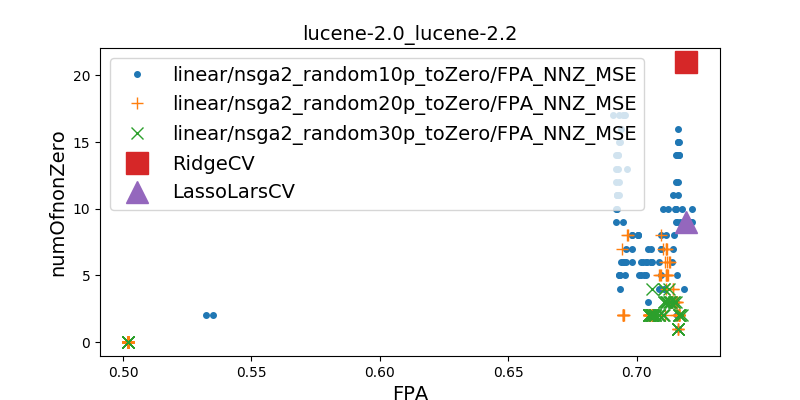 lucene-2.0_lucene-2.2
linear/nsga2_random10p_toZero/FPA_NNZ_MSE
linear/nsga2_random20p_toZero/FPA_NNZ_MSE
linear/nsga2_random30p_toZero/FPA_NNZ_MSE
RidgeCV
LassoLarsCV
numOfnonZero
20
15
10
5
0
0.50 0.55 0.60 0.65 0.70
FPA